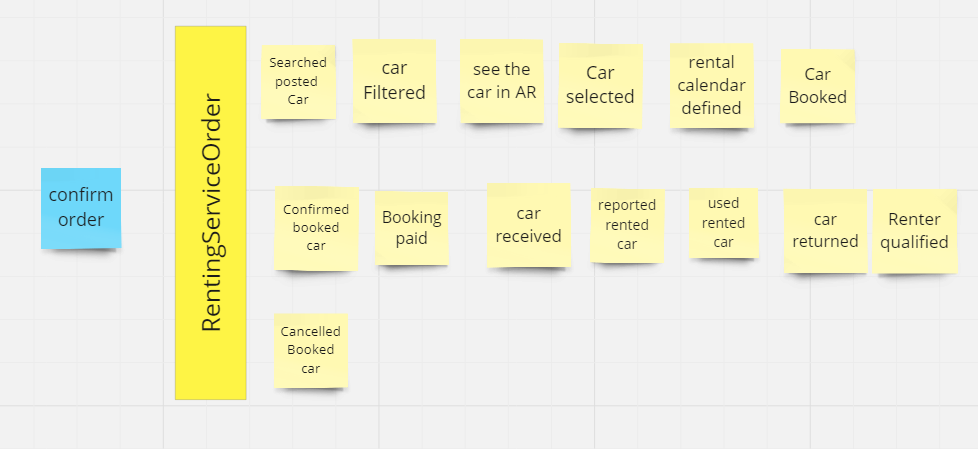 confirm
order
RentingServiceOrder
Searched
posted
Car
car
Filtered
see the
car in AR
Car
selected
rental
calendar
defined
Car
Booked
Confirmed
booked
car
Booking
paid
car
received
reported
rented
car
used
rented
car
car
returned
Renter
qualified
Cancelled
Booked
car